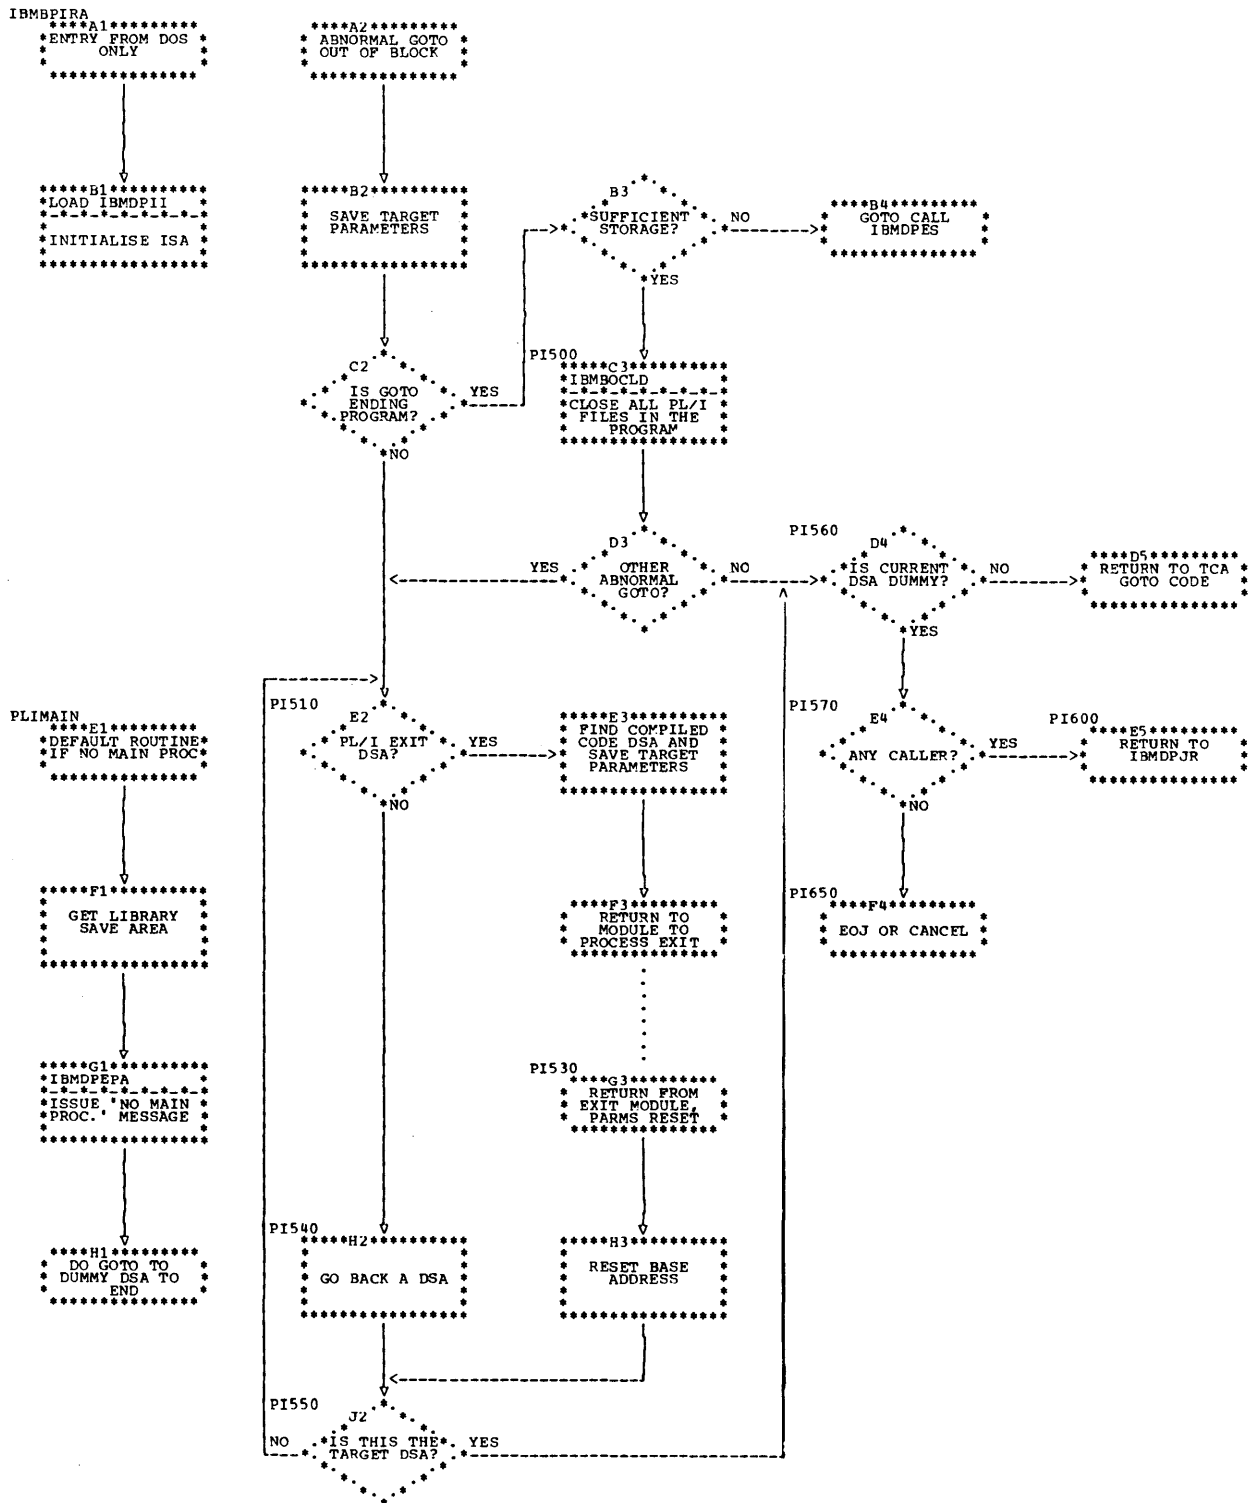 IBMBPIRA
A1
ENTRY FROM DOS
ONLY
A2
ABNORMAL GOTO
OUT OF BLOCK
B1
LOAD IBMDPII
INITIALISE ISA
B2
SAVE TARGET
PARAMETERS
B3
SUFFICIENT
STORAGE?
NO
YES
B4
GOTO CALL
IBMDPES
C2
IS GOTO
ENDING
PROGRAM?
YES
NO
PI500
C3
IBMBOCLD
CLOSE ALL PL/I
FILES IN THE
PROGRAM
D3
OTHER
ABNORMAL
GOTO?
YES
NO
PI560
D4
IS CURRENT
DSA DUMMY?
NO
YES
D5
RETURN TO TCA
GOTO CODE
PLIMAIN
E1
DEFAULT ROUTINE
IF NO MAIN PROC
PI510
E2
PL/I EXIT
DSA?
YES
NO
E3
FIND COMPILED
CODE DSA AND
SAVE TARGET
PARAMETERS
PI570
E4
ANY CALLER?
YES
NO
PI600
E5
RETURN TO
IBMDPJR
F1
GET LIBRARY
SAVE AREA
F3
RETURN TO
MODULE TO
PROCESS EXIT
PI650
F4
EOJ OR CANCEL
G1
IBMDPEPA
ISSUE 'NO MAIN
PROC.' MESSAGE
PI530
G3
RETURN FROM
EXIT MODULE,
PARMS RESET
H1
DO GOTO TO
DUMMY DSA TO
END
PI540
H2
GO BACK A DSA
H3
RESET BASE
ADDRESS
PI550
J2
IS THIS THE
TARGET DSA?
NO
YES